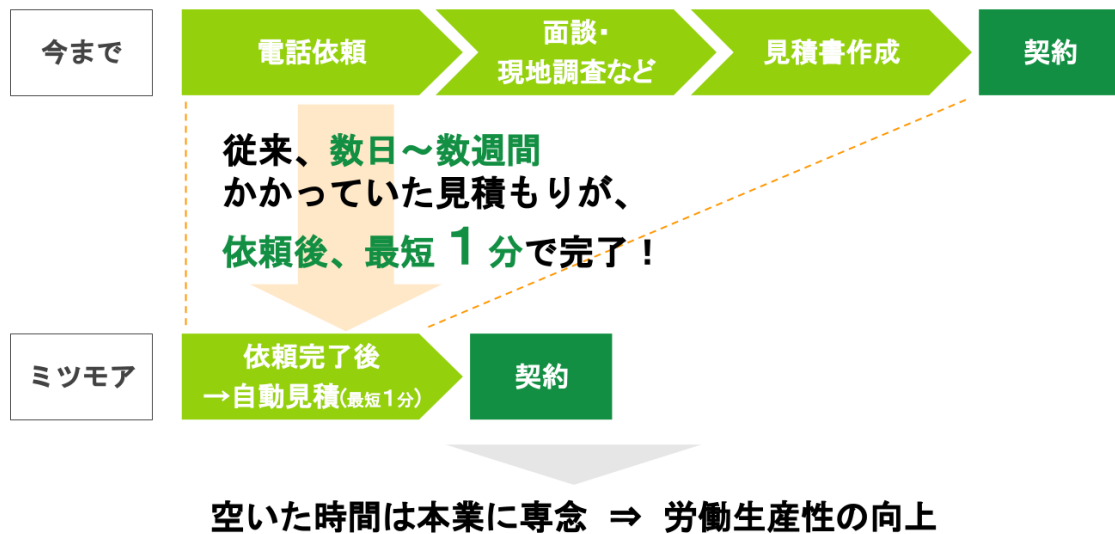 今まで
電話依頼
面談・
現地調査など
見積書作成
契約
従来、数日～数週間
かかっていた見積もりが、
依頼後、最短1分で完了！
ミツモア
依頼完了後
→自動見積(最短1分)
契約
空いた時間は本業に専念 ⇒ 労働生産性の向上